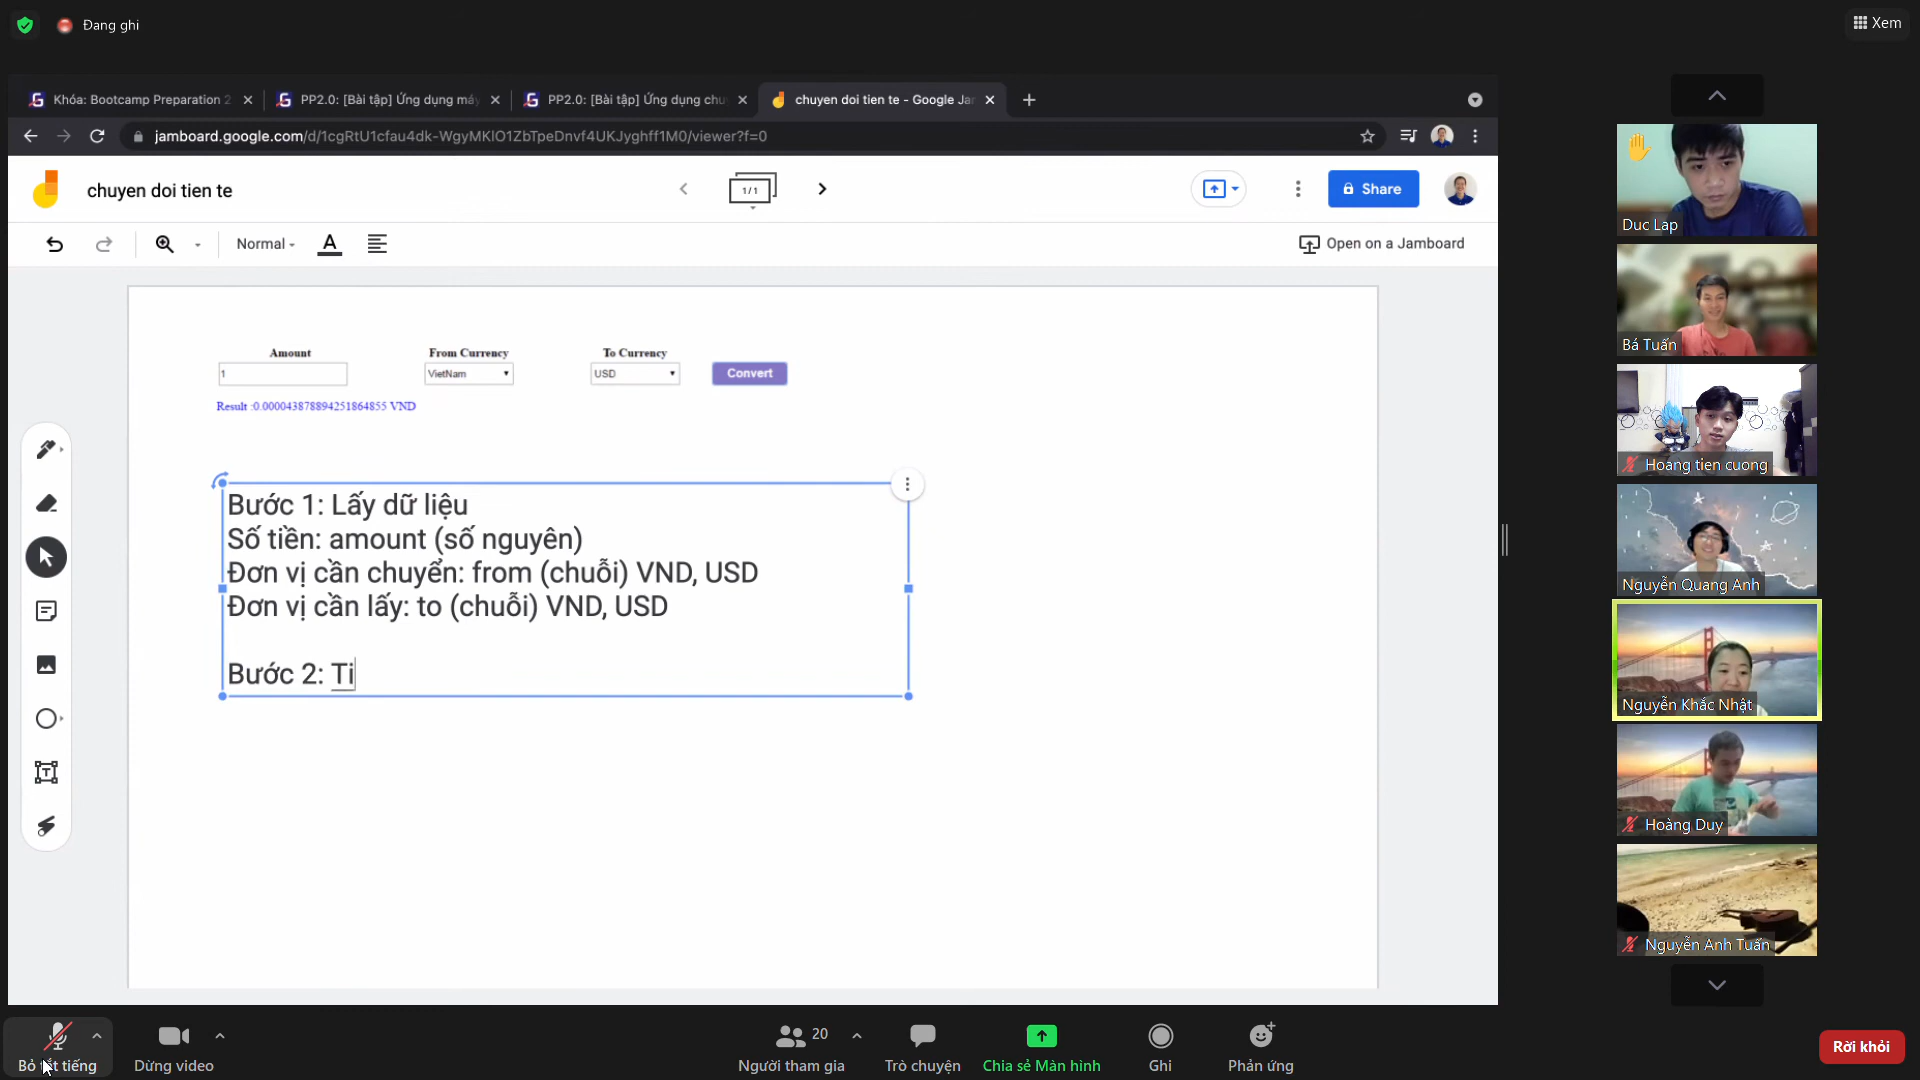 Đang ghi
Xem
Khóa: Bootcamp Preparation 2
PP2.0: [Bài tập] Ứng dụng máy
PP2.0: [Bài tập] Ứng dụng chu
chuyen doi tien te - Google Jar
jamboard.google.com/d/1cgRtU1cfau4dk-WgyMKlO1ZbTpeDnvf4UKJyghff1M0/viewer?f=0
chuyen doi tien te
1/1
Share
Normal
A
Open on a Jamboard
Amount
From Currency
To Currency
1
VietNam
USD
Convert
Result :0.000043878894251864855 VND
Bước 1: Lấy dữ liệu
Số tiền: amount (số nguyên)
Đơn vị cần chuyển: from (chuỗi) VND, USD
Đơn vị cần lấy: to (chuỗi) VND, USD
Bước 2: Ti
Duc Lap
Bá Tuấn
Hoang tien cuong
Nguyễn Quang Anh
Nguyễn Khắc Nhật
Hoàng Duy
Nguyễn Anh Tuấn
Bỏ tắt tiếng
Dừng video
20
Người tham gia
Trò chuyện
Chia sẻ Màn hình
Ghi
Phản ứng
Rời khỏi